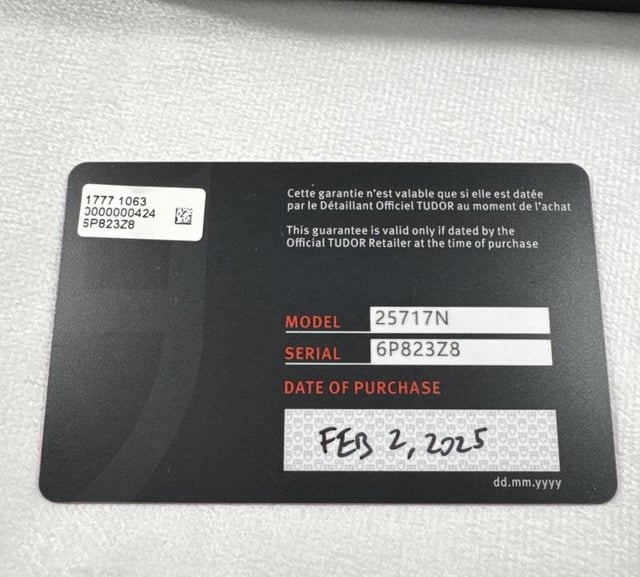 1777 1063
0000000424
6P823Z8
Cette garantie n'est valable que si elle est datée
par le Détaillant Officiel TUDOR au moment de l'achat
This guarantee is valid only if dated by the
Official TUDOR Retailer at the time of purchase
MODEL 25717N
SERIAL 6P823Z8
DATE OF PURCHASE
FEB 2, 2025
dd.mm.yyyy